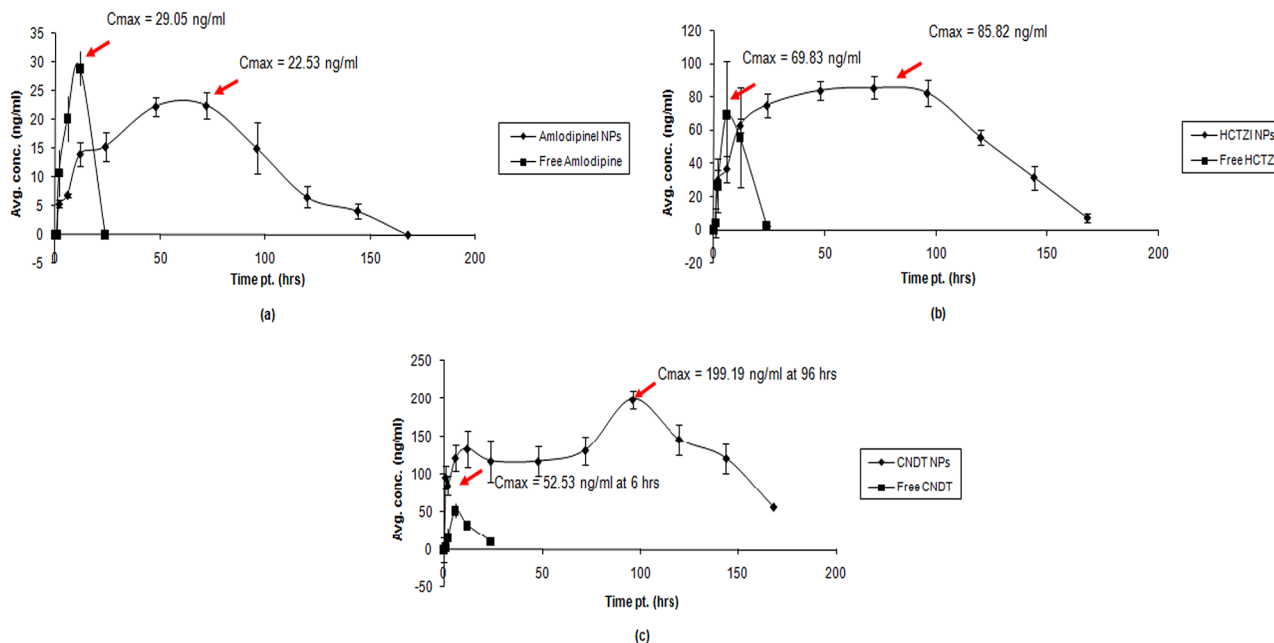 Cmax = 29.05 ng/ml
Cmax = 22.53 ng/ml
Avg. conc. (ng/ml)
35
30
25
20
15
10
5
0
-5
0
50
100
150
200
Time pt. (hrs)
Amlodipinel NPs
Free Amlodipine
(a)
Cmax = 85.82 ng/ml
Cmax = 69.83 ng/ml
Avg. conc. (ng/ml)
120
100
80
60
40
20
0
-20
0
50
100
150
200
Time pt. (hrs)
HCTZI NPs
Free HCTZI
(b)
Cmax = 199.19 ng/ml at 96 hrs
Cmax = 52.53 ng/ml at 6 hrs
Avg. conc. (ng/ml)
250
200
150
100
50
0
-50
0
50
100
150
200
Time pt. (hrs)
CNDT NPs
Free CNDT
(c)